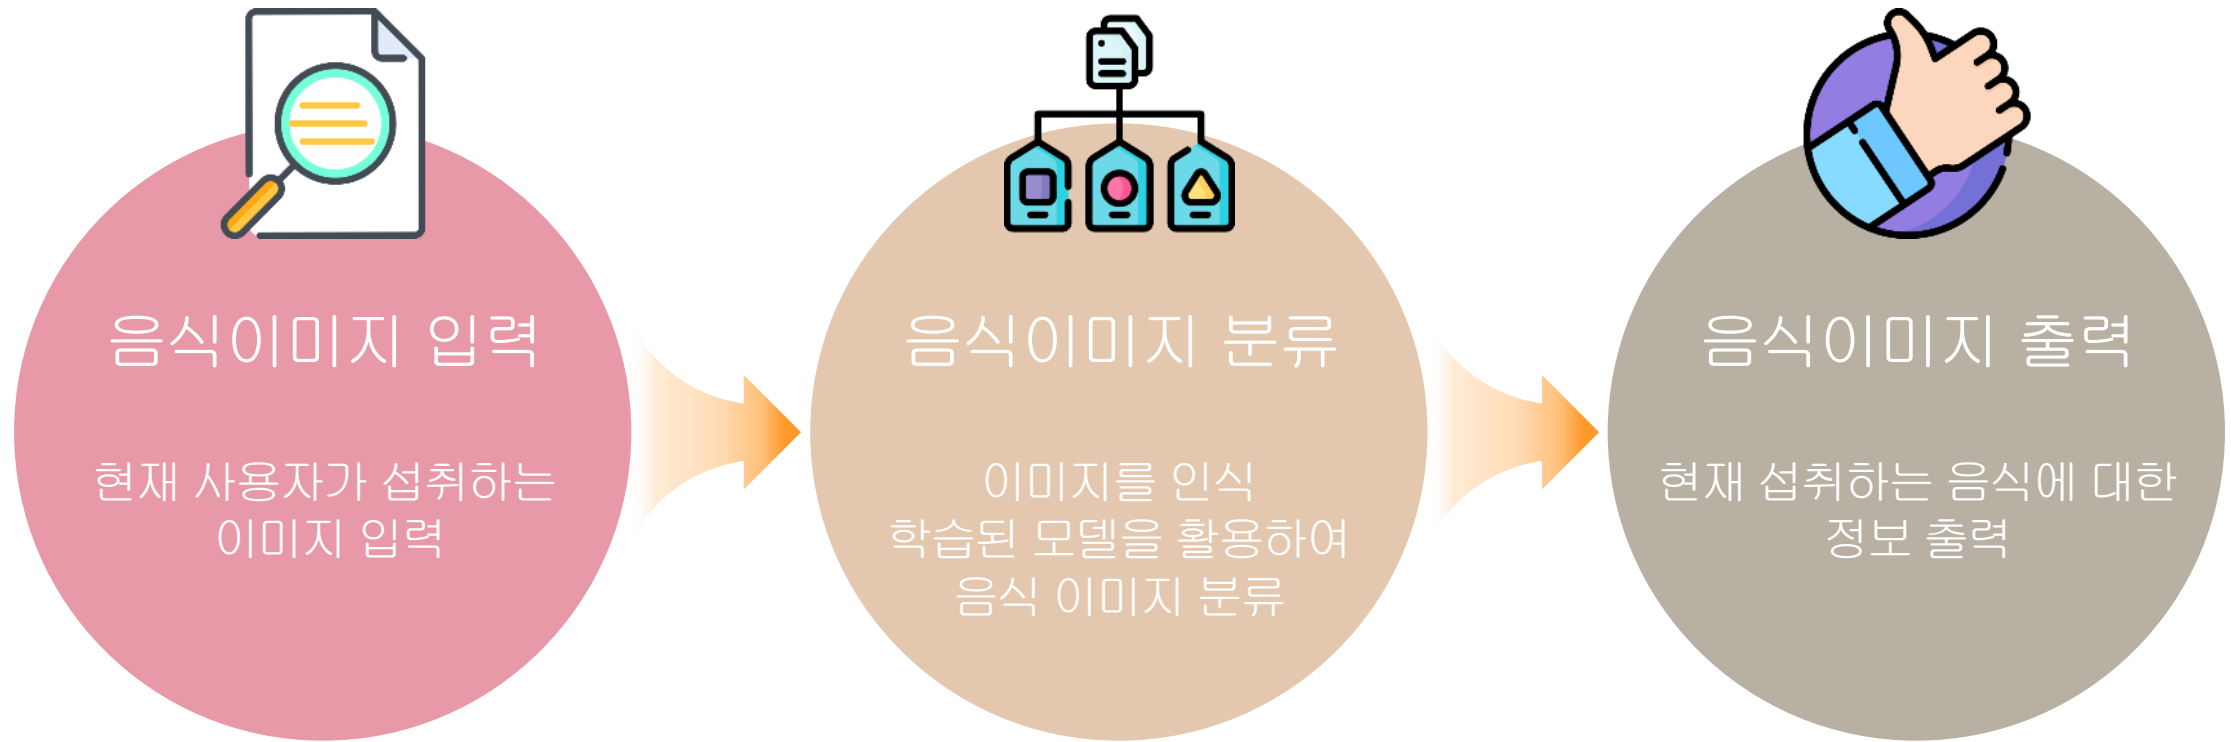 음식이미지 입력
현재 사용자가 섭취하는
이미지 입력
음식이미지 분류
이미지를 인식
학습된 모델을 활용하여
음식 이미지 분류
음식이미지 출력
현재 섭취하는 음식에 대한
정보 출력